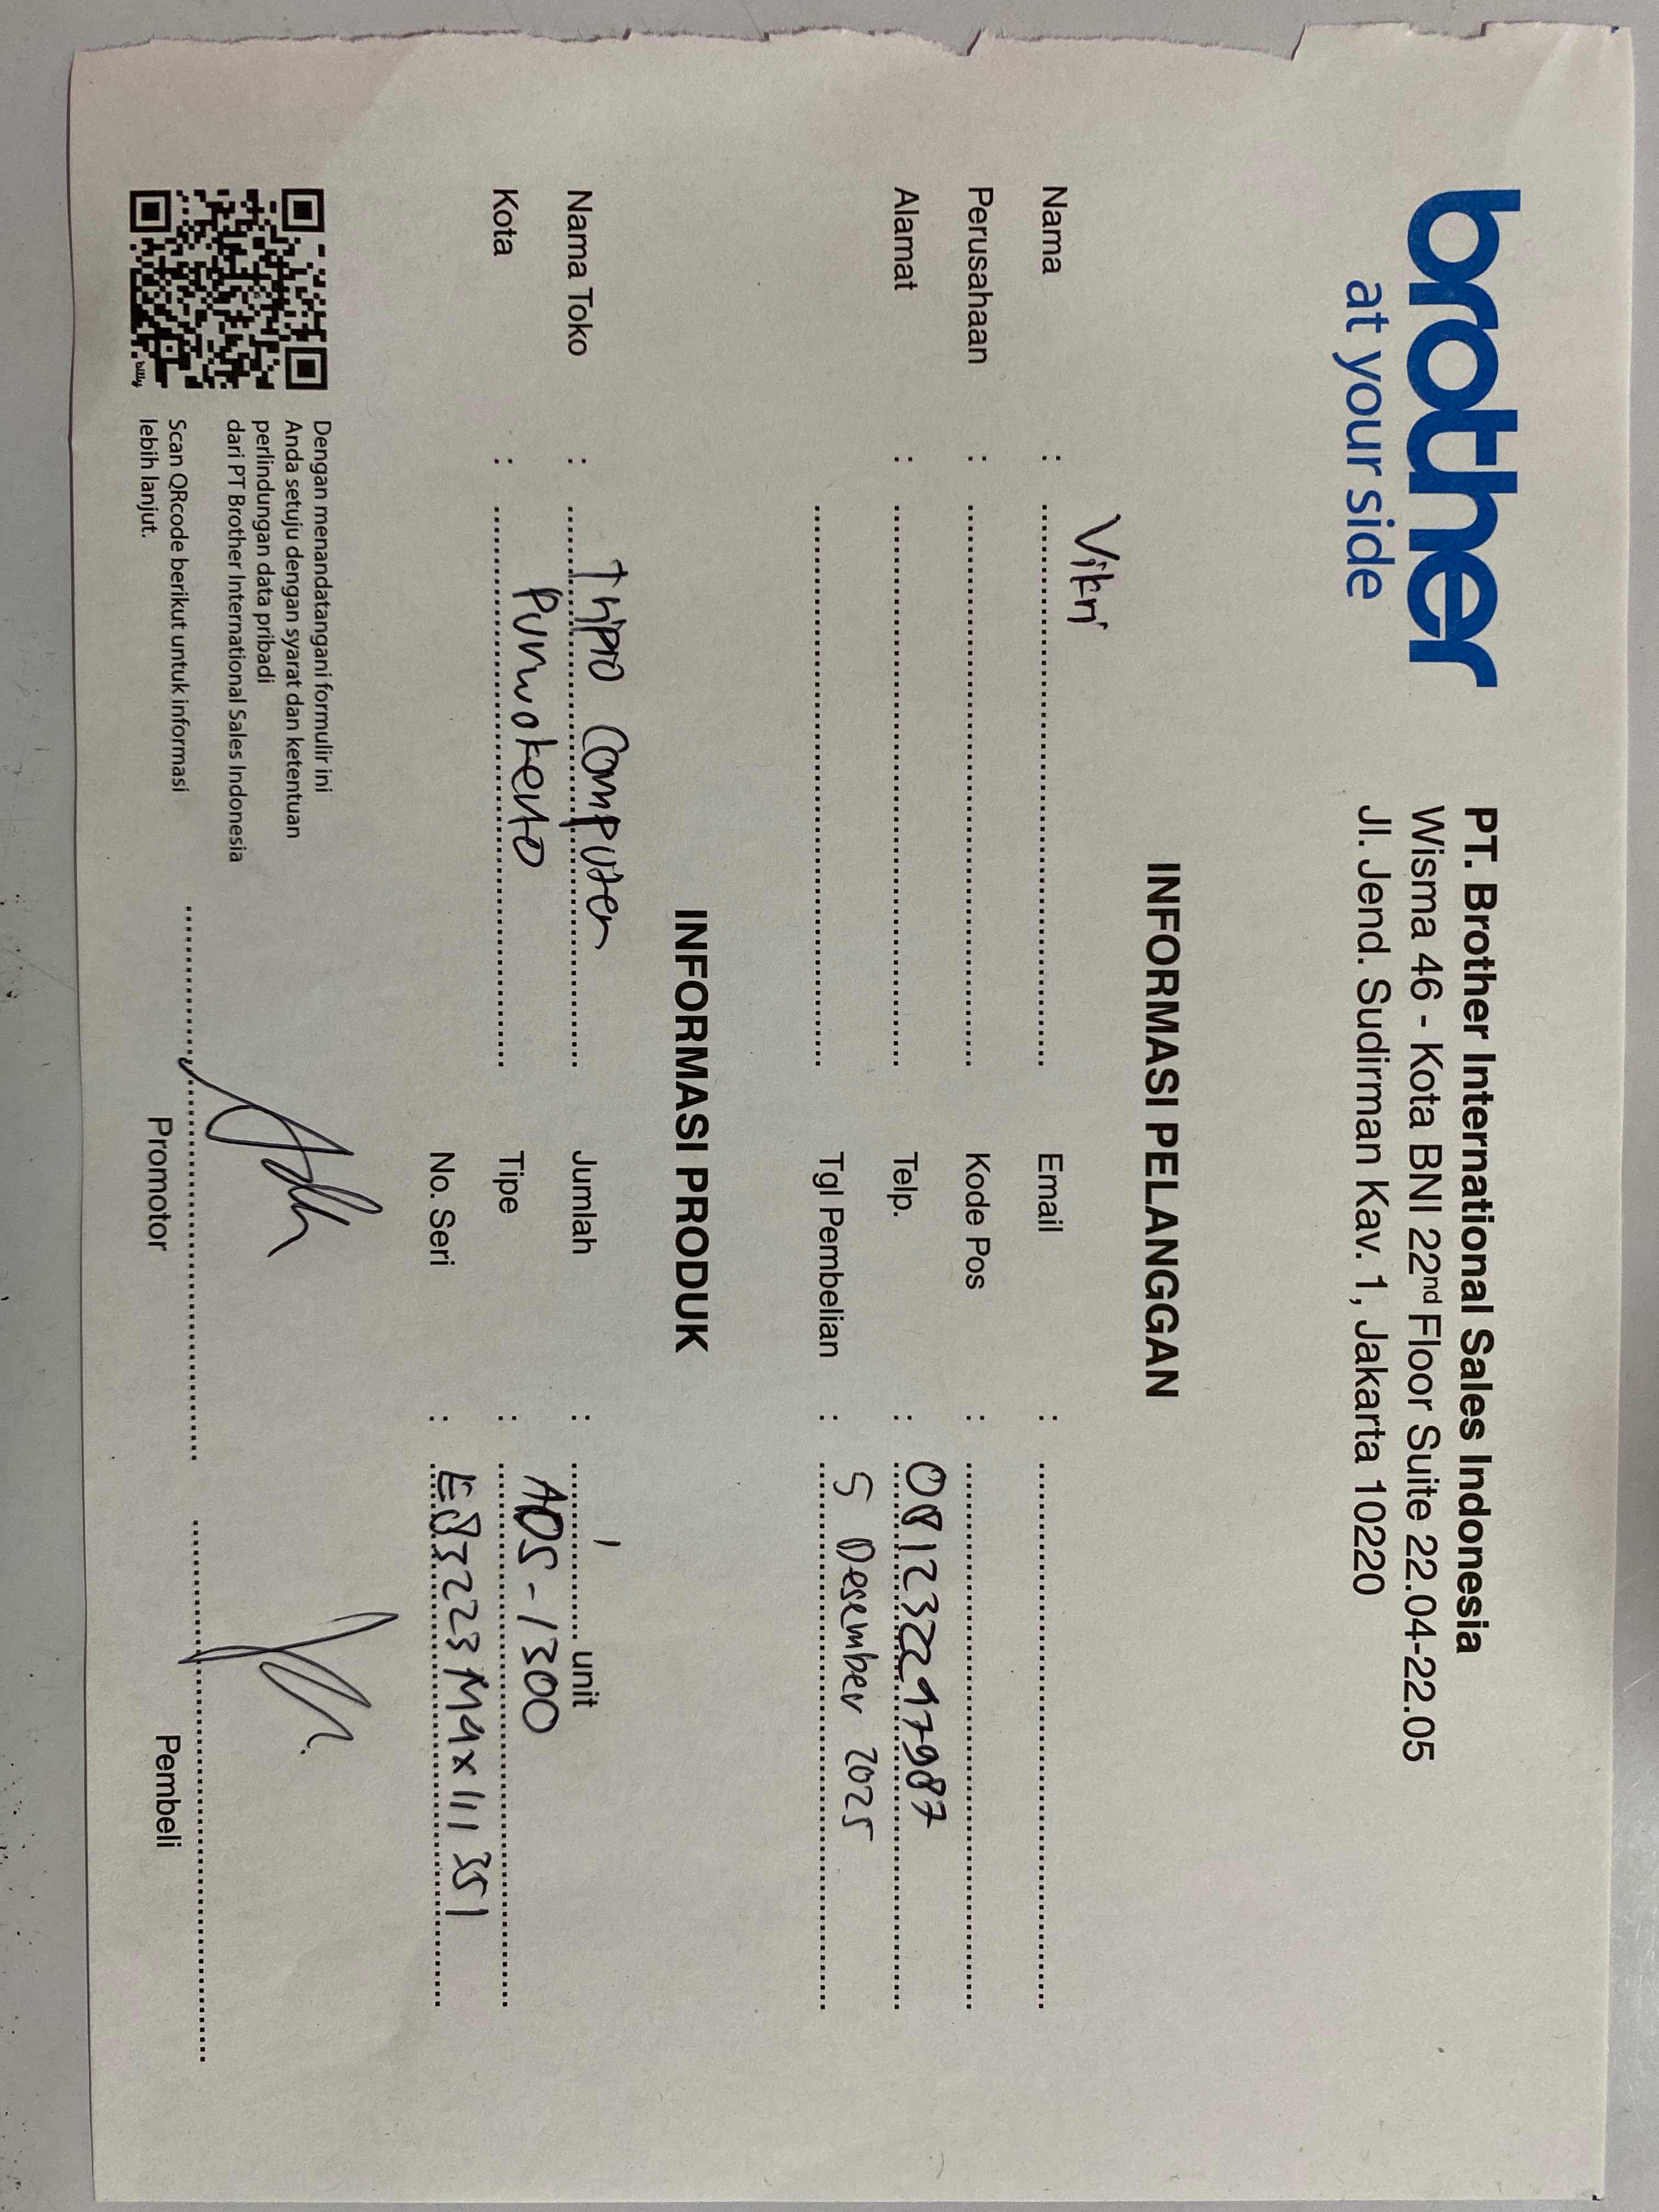 brother
at your side
PT. Brother International Sales Indonesia
Wisma 46 - Kota BNI 22nd Floor Suite 22.04-22.05
Jl. Jend. Sudirman Kav. 1, Jakarta 10220
INFORMASI PELANGGAN
Nama : Vikri
Email :
Perusahaan :
Kode Pos :
Alamat :
Telp. : 081232297987
Tgl Pembelian : 5 Desember 2025
INFORMASI PRODUK
Nama Toko : Tripro Computer
Jumlah : 1 unit
Kota : Purwokerto
Tipe : ADS-1300
No. Seri : E83223M4x111351
Dengan menandatangani formulir ini
Anda setuju dengan syarat dan ketentuan
perlindungan data pribadi
dari PT Brother International Sales Indonesia
Scan QRcode berikut untuk informasi
lebih lanjut.
bitly
Promotor
Pembeli